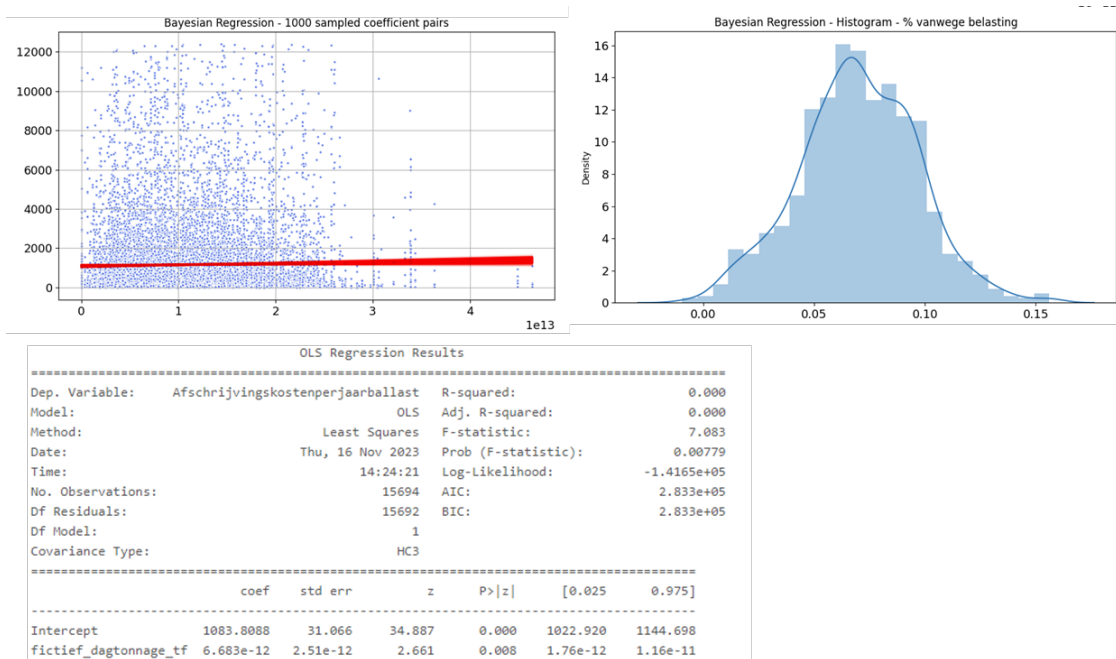 Bayesian Regression - 1000 sampled coefficient pairs
12000
10000
8000
6000
4000
2000
0
0 1 2 3 4
1e13
Bayesian Regression - Histogram - % vanwege belasting
16
14
12
10
8
6
4
2
0
Density
0.00 0.05 0.10 0.15
OLS Regression Results
Dep. Variable: Afschrijvingskostenperjaarballast R-squared: 0.000
Model: OLS Adj. R-squared: 0.000
Method: Least Squares F-statistic: 7.083
Date: Thu, 16 Nov 2023 Prob (F-statistic): 0.00779
Time: 14:24:21 Log-Likelihood: -1.4165e+05
No. Observations: 15694 AIC: 2.833e+05
Df Residuals: 15692 BIC: 2.833e+05
Df Model: 1
Covariance Type: HC3
coef std err z P>|z| [0.025 0.975]
Intercept 1083.8088 31.066 34.887 0.000 1022.920 1144.698
fictief_dagtonnage_tf 6.683e-12 2.51e-12 2.661 0.008 1.76e-12 1.16e-11